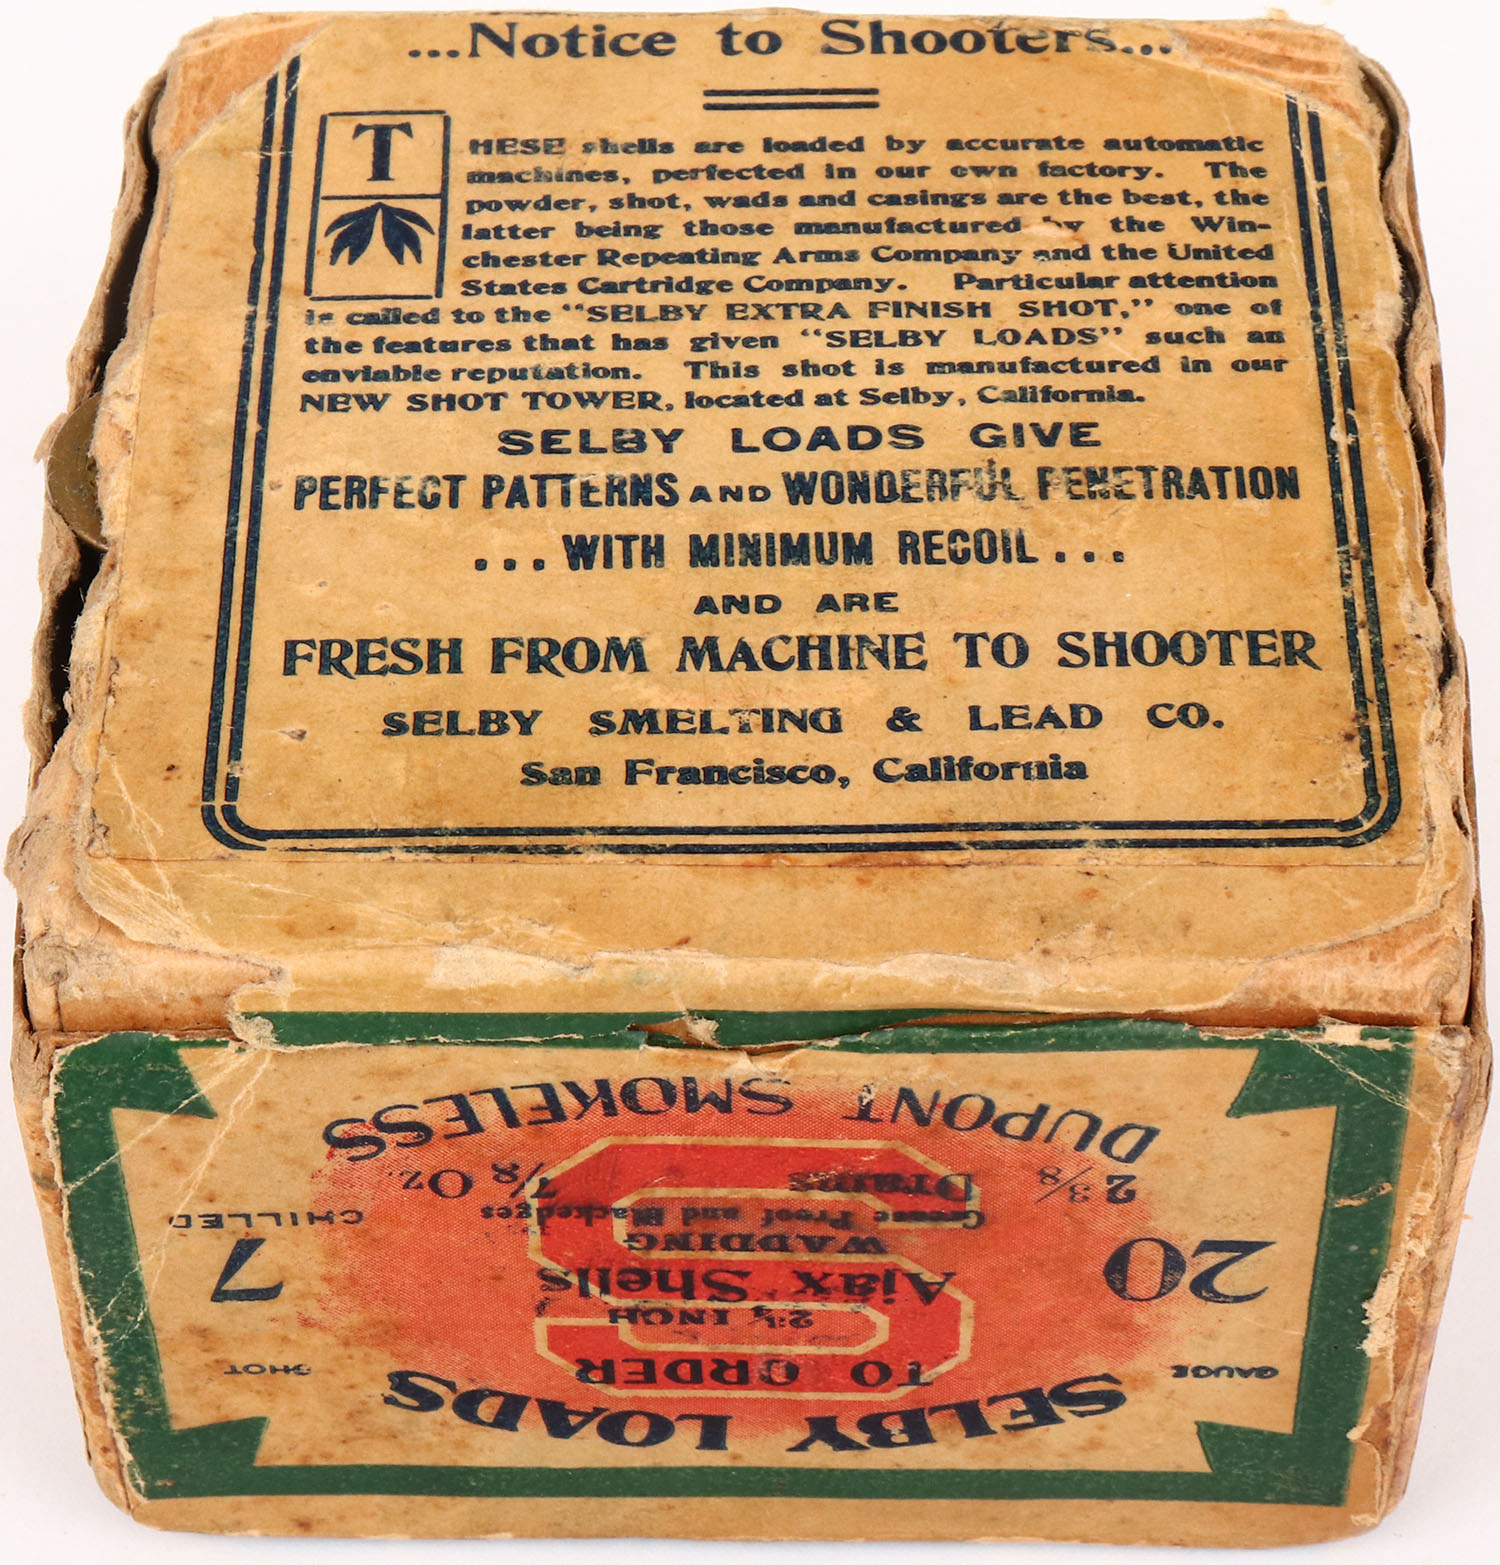 ...Notice to Shooters...
THESE shells are loaded by accurate automatic
machines, perfected in our own factory. The
powder, shot, wads and casings are the best, the
latter being those manufactured by the Win-
chester Repeating Arms Company and the United
States Cartridge Company. Particular attention
is called to the "SELBY EXTRA FINISH SHOT," one of
the features that has given "SELBY LOADS" such an
enviable reputation. This shot is manufactured in our
NEW SHOT TOWER, located at Selby, California.
SELBY LOADS GIVE
PERFECT PATTERNS AND WONDERFUL PENETRATION
...WITH MINIMUM RECOIL...
AND ARE
FRESH FROM MACHINE TO SHOOTER
SELBY SMELTING & LEAD CO.
San Francisco, California
SELBY LOADS
TO ORDER
GAUGE
SHOT
2¾ INCH
20
Ajax Shells
7
WADDING
CHILLED
Grease Proof and Blackedges
2 3/8 Drams 7/8 Oz.
DUPONT SMOKELESS